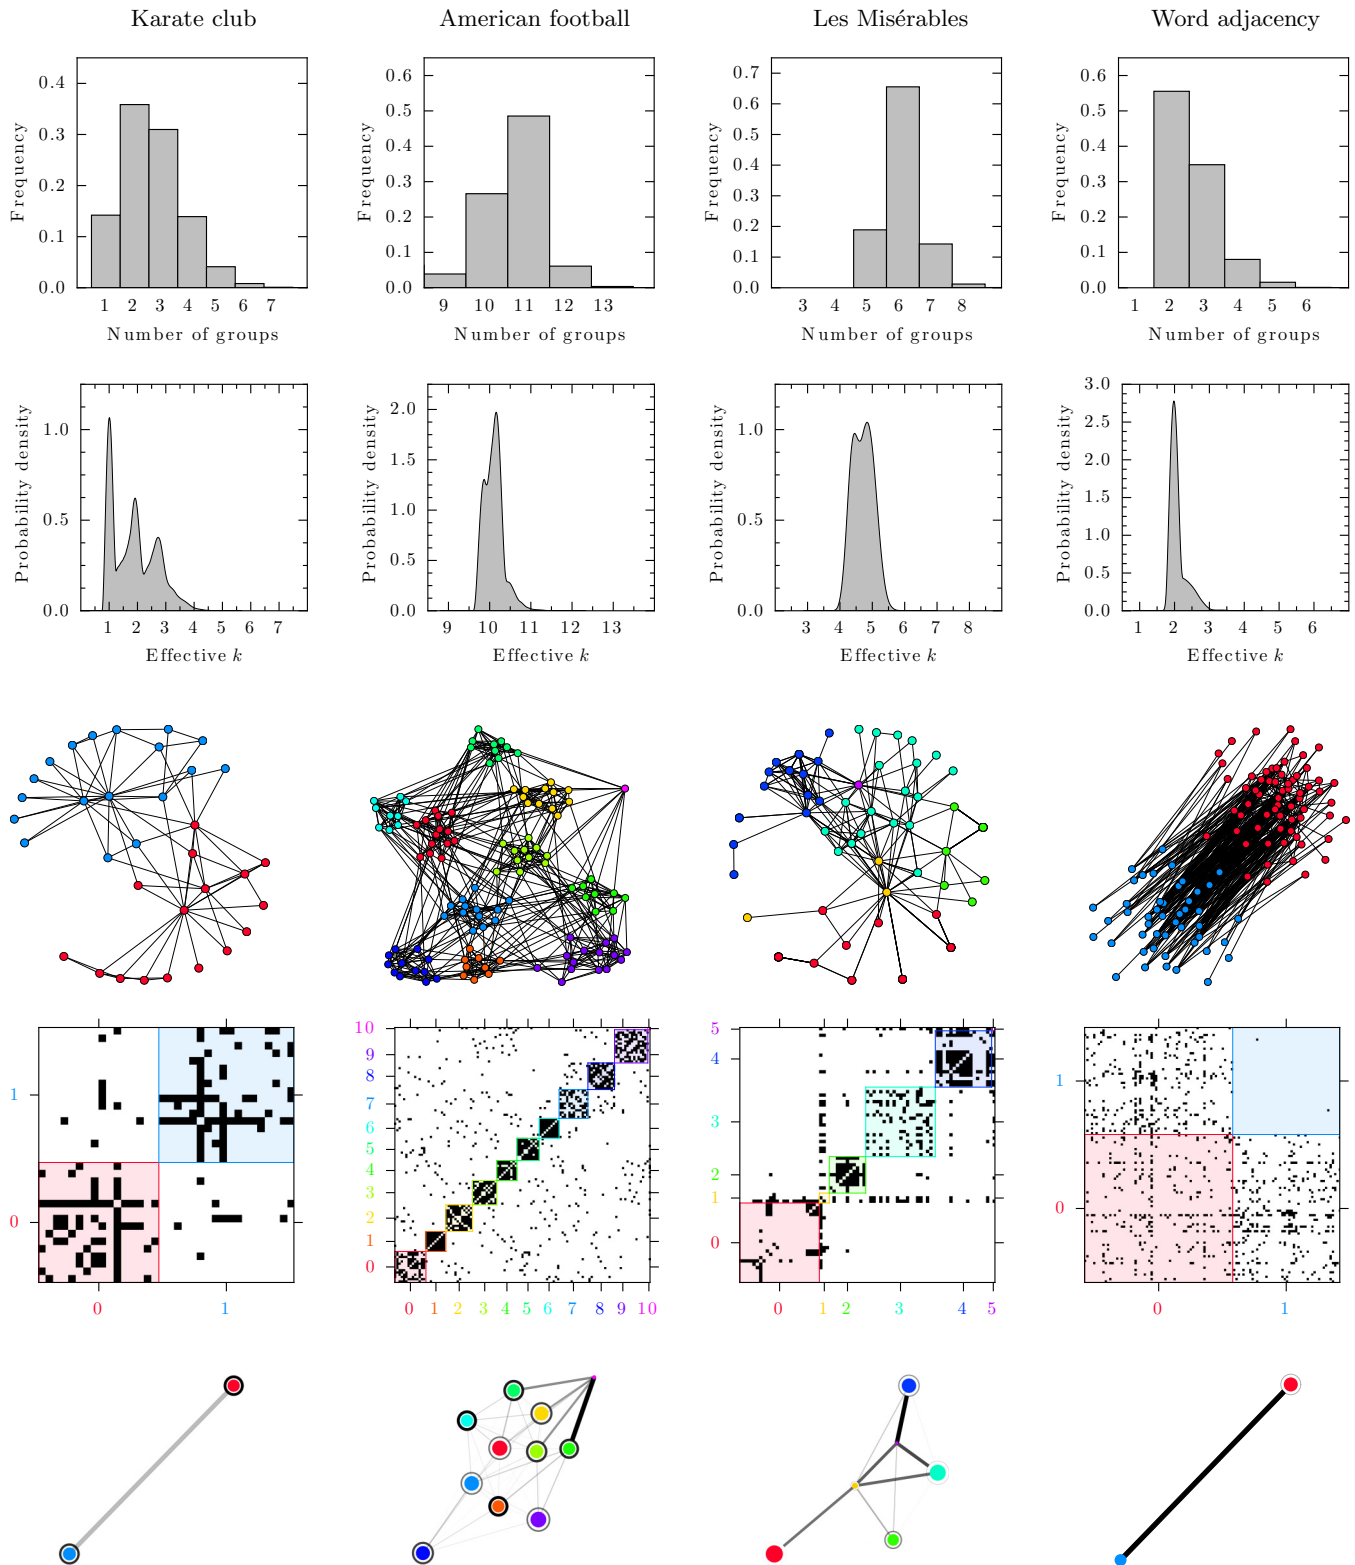 Karate club American football Les Misérables Word adjacency
Frequency
0.4
0.3
0.2
0.1
0.0
1 2 3 4 5 6 7
Number of groups
Frequency
0.6
0.5
0.4
0.3
0.2
0.1
0.0
9 10 11 12 13
Number of groups
Frequency
0.7
0.6
0.5
0.4
0.3
0.2
0.1
0.0
3 4 5 6 7 8
Number of groups
Frequency
0.6
0.5
0.4
0.3
0.2
0.1
0.0
1 2 3 4 5 6
Number of groups
Probability density
1.0
0.5
0.0
1 2 3 4 5 6 7
Effective k
Probability density
2.0
1.5
1.0
0.5
0.0
9 10 11 12 13
Effective k
Probability density
1.0
0.5
0.0
3 4 5 6 7 8
Effective k
Probability density
3.0
2.5
2.0
1.5
1.0
0.5
0.0
1 2 3 4 5 6
Effective k
1
0
0 1
10
9
8
7
6
5
4
3
2
1
0
0 1 2 3 4 5 6 7 8 9 10
5
4
3
2
1
0
0 1 2 3 4 5
1
0
0 1